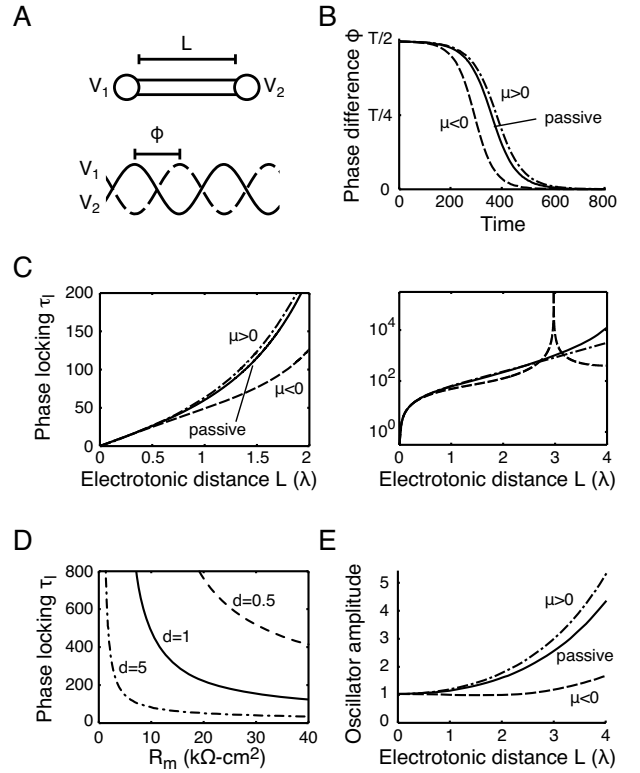 A
L
V1
V2
ϕ
V1
V2
B
Phase difference ϕ
T/2
T/4
0
μ>0
passive
μ<0
0 200 400 600 800
Time
C
Phase locking τl
200
150
100
50
0
μ>0
μ<0
passive
0 0.5 1 1.5 2
Electrotonic distance L (λ)
10^4
10^2
10^0
0 1 2 3 4
Electrotonic distance L (λ)
D
Phase locking τl
800
600
400
200
0
d=0.5
d=1
d=5
0 10 20 30 40
Rm (kΩ-cm²)
E
Oscillator amplitude
5
4
3
2
1
0
μ>0
passive
μ<0
0 1 2 3 4
Electrotonic distance L (λ)